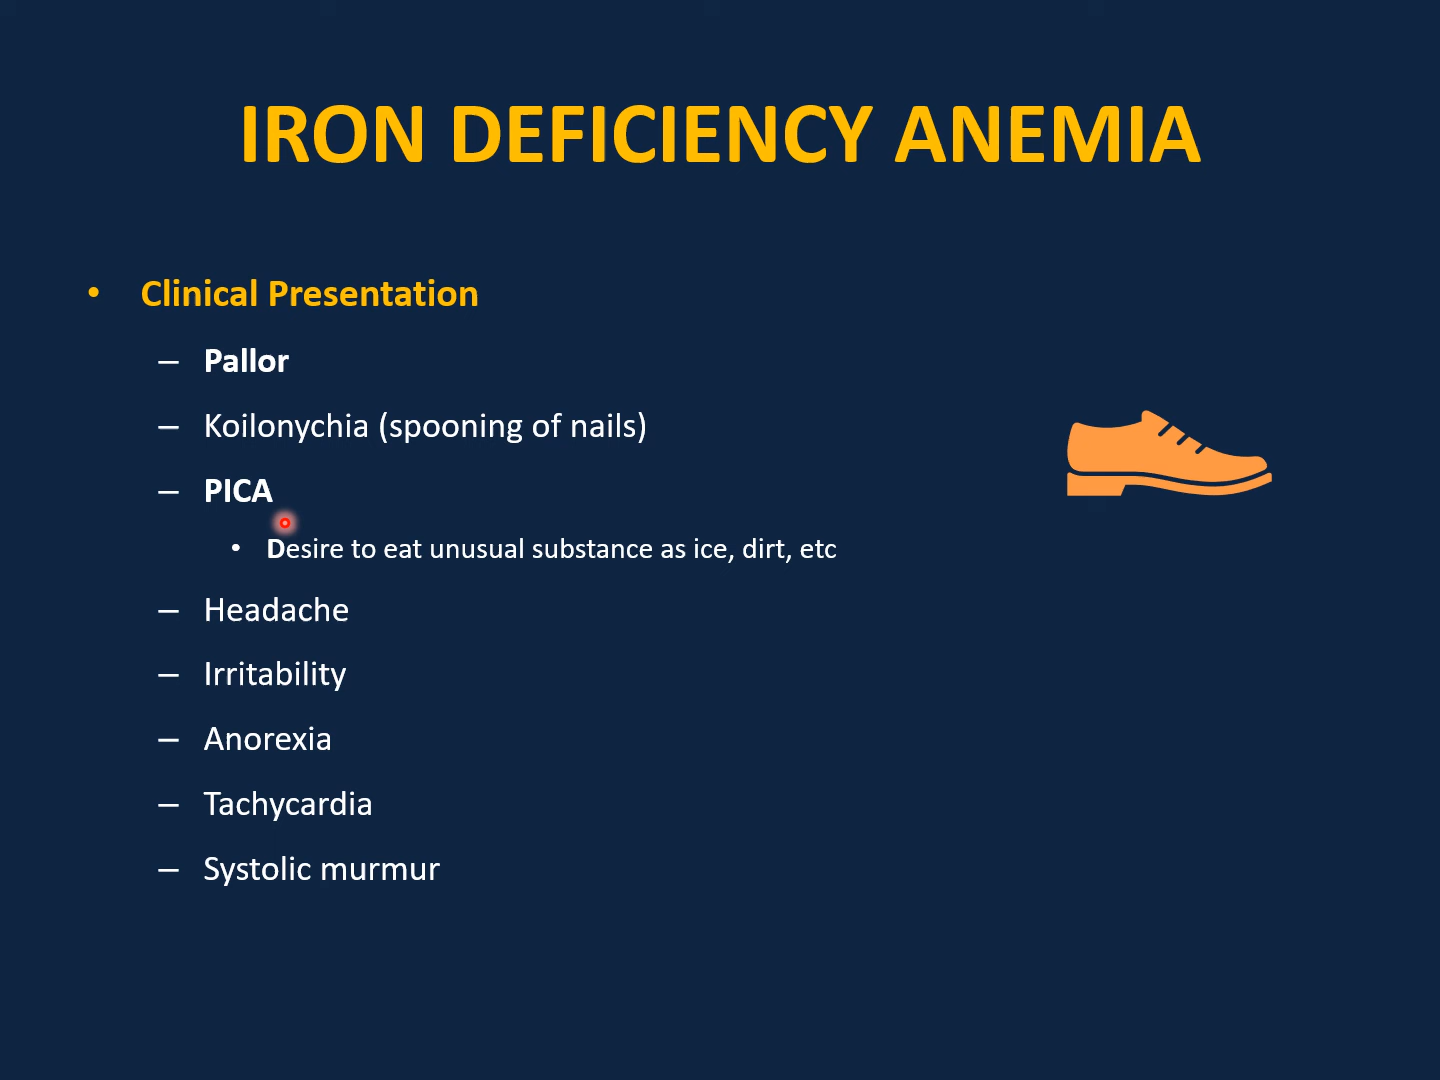 IRON DEFICIENCY ANEMIA
• Clinical Presentation
– Pallor
– Koilonychia (spooning of nails)
– PICA
• Desire to eat unusual substance as ice, dirt, etc
– Headache
– Irritability
– Anorexia
– Tachycardia
– Systolic murmur